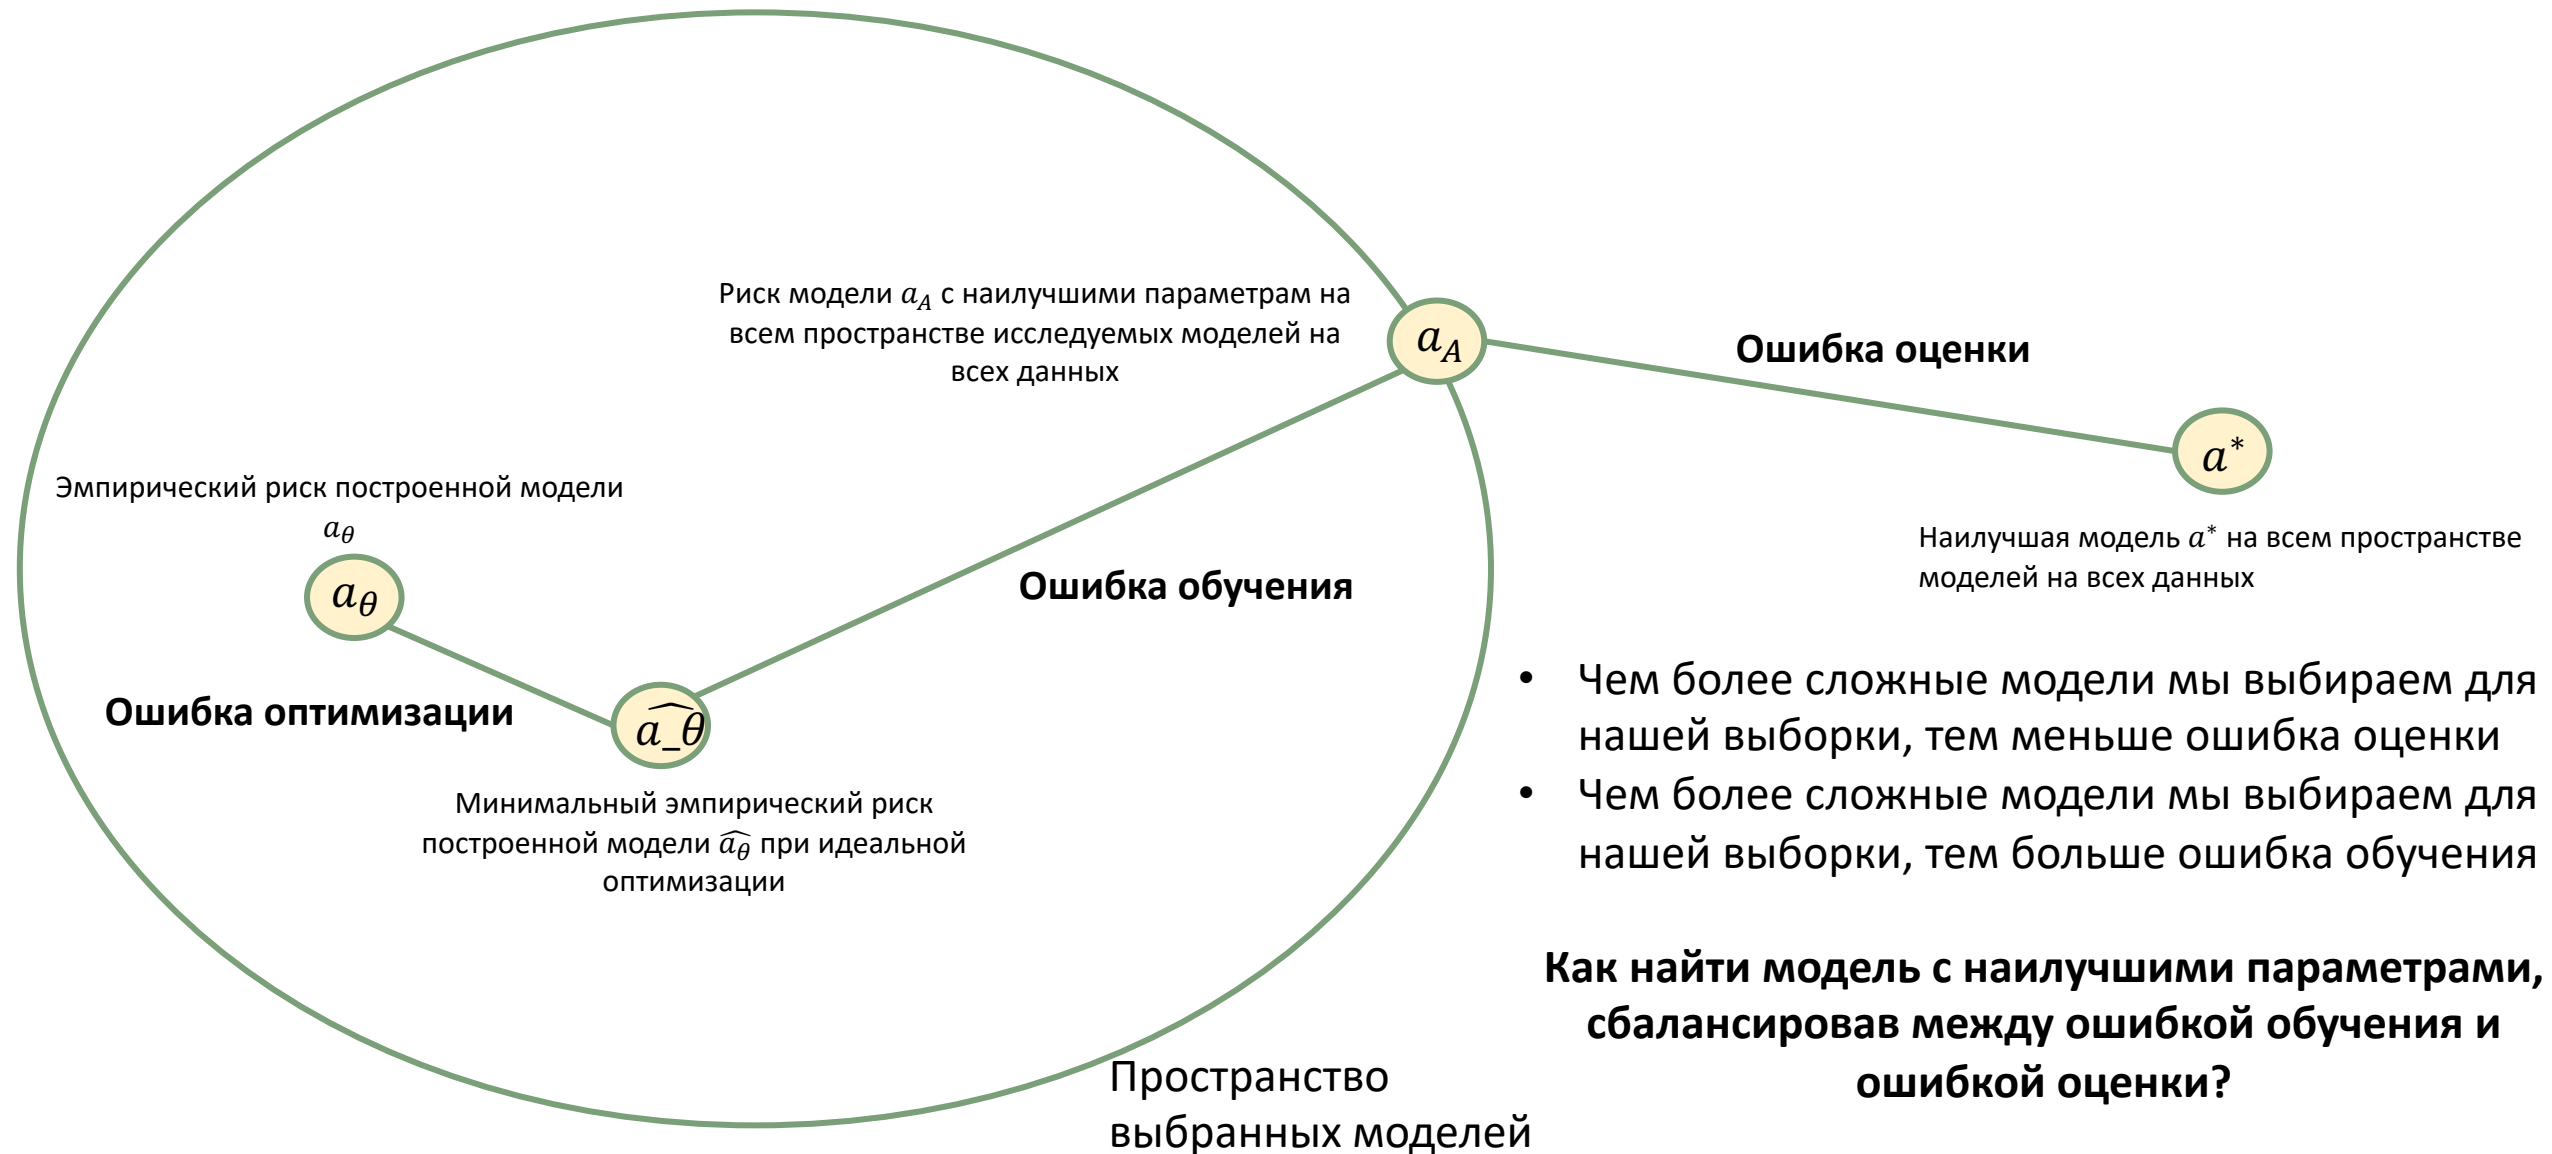 Риск модели a_A с наилучшими параметрам на
всем пространстве исследуемых моделей на
всех данных
a_A
Ошибка оценки
a*
Наилучшая модель a* на всем пространстве
моделей на всех данных
Эмпирический риск построенной модели
a_θ
a_θ
Ошибка обучения
Ошибка оптимизации
\widehat{a\_θ}
Минимальный эмпирический риск
построенной модели \widehat{a_θ} при идеальной
оптимизации
• Чем более сложные модели мы выбираем для
нашей выборки, тем меньше ошибка оценки
• Чем более сложные модели мы выбираем для
нашей выборки, тем больше ошибка обучения
Как найти модель с наилучшими параметрами,
сбалансировав между ошибкой обучения и
ошибкой оценки?
Пространство
выбранных моделей